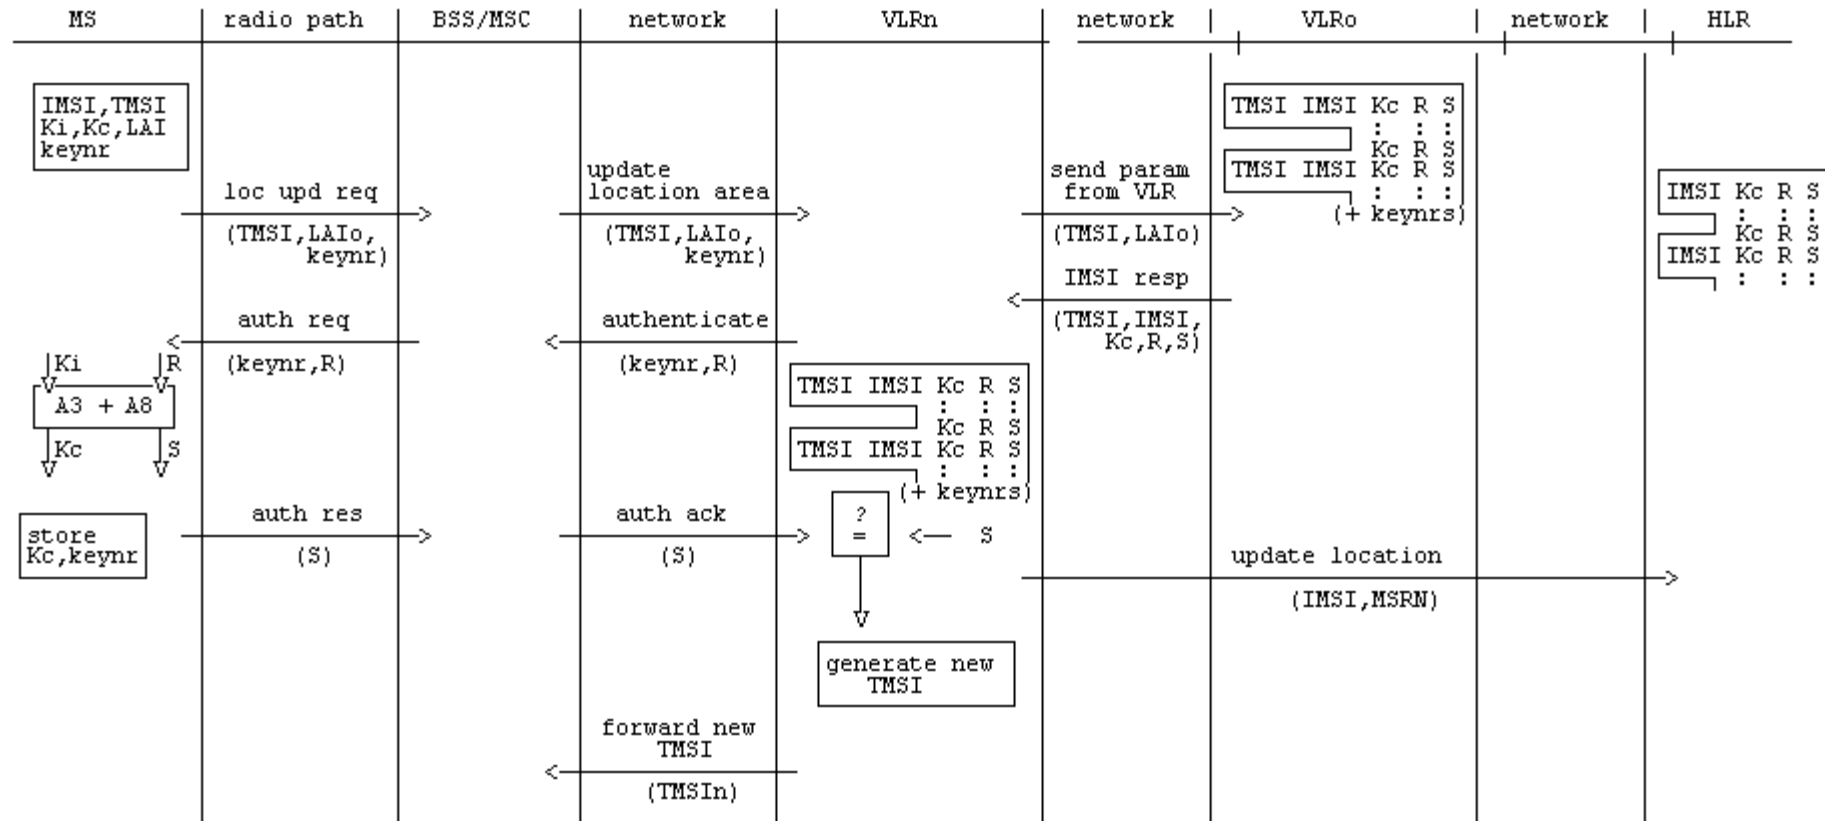 MS | radio path | BSS/MSC | network | VLRn | network | VLRo | network | HLR
IMSI,TMSI
Ki,Kc,LAI
keynr
TMSI IMSI Kc R S
: : :
Kc R S
TMSI IMSI Kc R S
: : :
(+ keynrs)
IMSI Kc R S
: : :
Kc R S
IMSI Kc R S
: : :
loc upd req
(TMSI,LAIo,
keynr)
update
location area
(TMSI,LAIo,
keynr)
send param
from VLR
(TMSI,LAIo)
IMSI resp
(TMSI,IMSI,
Kc,R,S)
auth req
(keynr,R)
authenticate
(keynr,R)
Ki R
A3 + A8
Kc S
TMSI IMSI Kc R S
: : :
Kc R S
TMSI IMSI Kc R S
: : :
(+ keynrs)
store
Kc,keynr
auth res
(S)
auth ack
(S)
?
=
<— S
update location
(IMSI,MSRN)
generate new
TMSI
forward new
TMSI
(TMSIn)